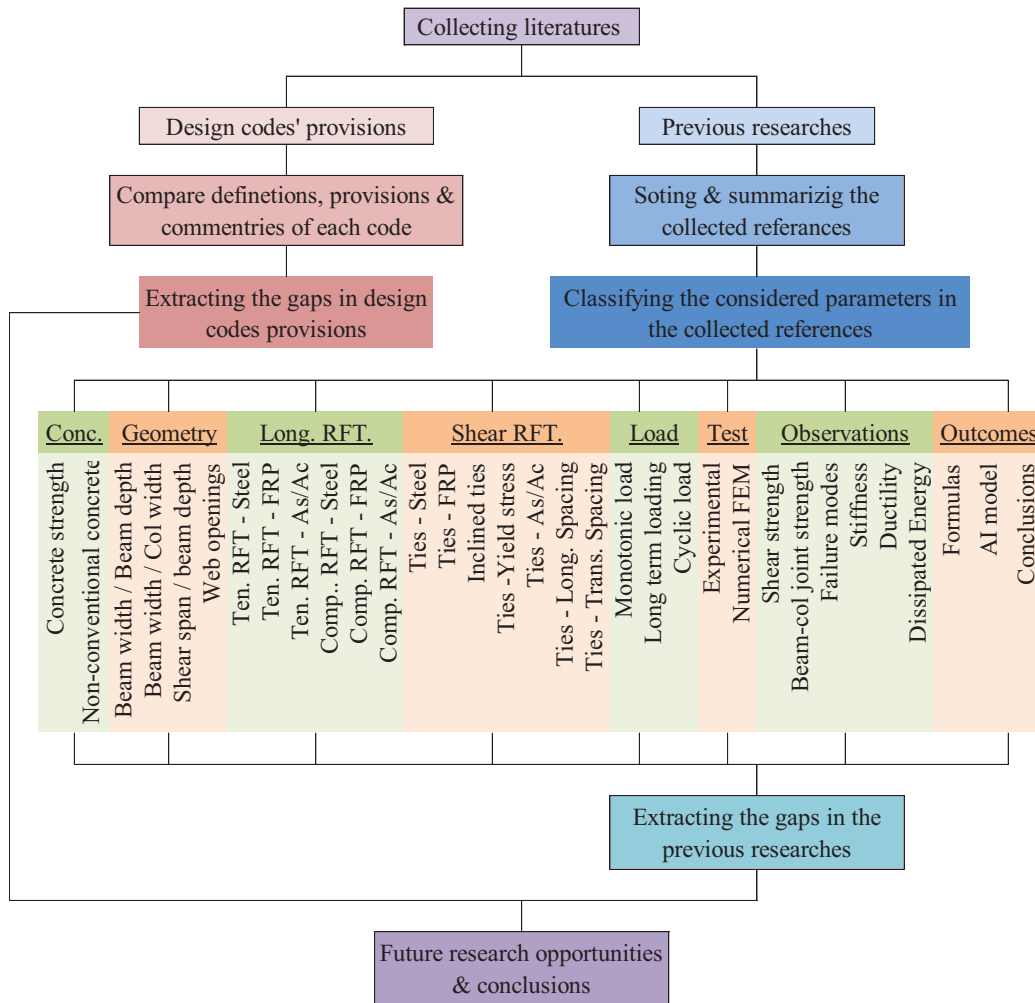 Collecting literatures
Design codes' provisions
Previous researches
Compare definetions, provisions &
commentries of each code
Soting & summarizig the
collected referances
Extracting the gaps in design
codes provisions
Classifying the considered parameters in
the collected references
Conc.
Geometry
Long. RFT.
Shear RFT.
Load
Test
Observations
Outcomes
Concrete strength
Non-conventional concrete
Beam width / Beam depth
Beam width / Col width
Shear span / beam depth
Web openings
Ten. RFT - Steel
Ten. RFT - FRP
Ten. RFT - As/Ac
Comp.. RFT - Steel
Comp. RFT - FRP
Comp. RFT - As/Ac
Ties - Steel
Ties - FRP
Inclined ties
Ties -Yield stress
Ties - As/Ac
Ties - Long. Spacing
Ties - Trans. Spacing
Monotonic load
Long term loading
Cyclic load
Experimental
Numerical FEM
Shear strength
Beam-col joint strength
Failure modes
Stiffness
Ductility
Dissipated Energy
Formulas
AI model
Conclusions
Extracting the gaps in the
previous researches
Future research opportunities
& conclusions